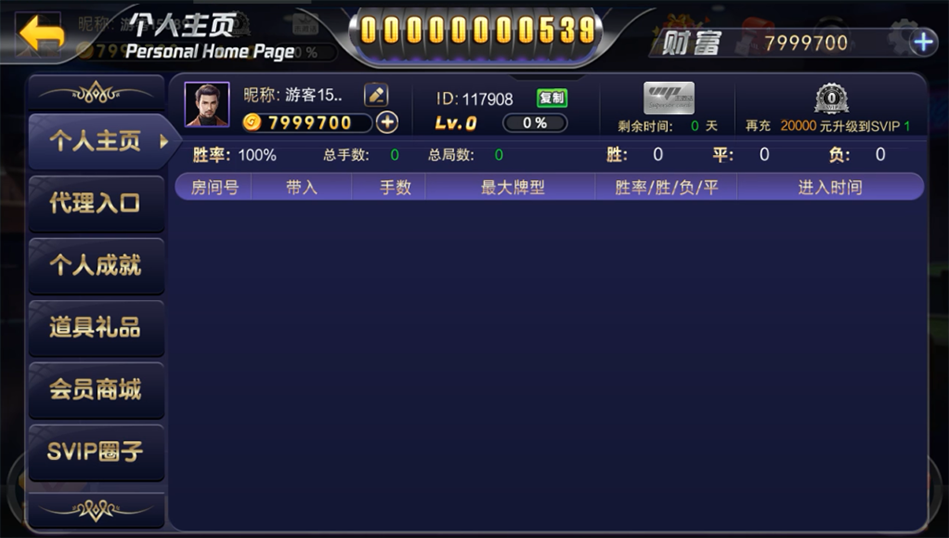 个人主页
Personal Home Page
00000000539
财富
7999700
昵称: 游客15..
ID: 117908
复制
7999700
Lv.0
0 %
剩余时间: 0 天
再充 20000 元升级到SVIP 1
胜率: 100%
总手数: 0
总局数: 0
胜: 0
平: 0
负: 0
房间号
带入
手数
最大牌型
胜率/胜/负/平
进入时间
个人主页
代理入口
个人成就
道具礼品
会员商城
SVIP圈子